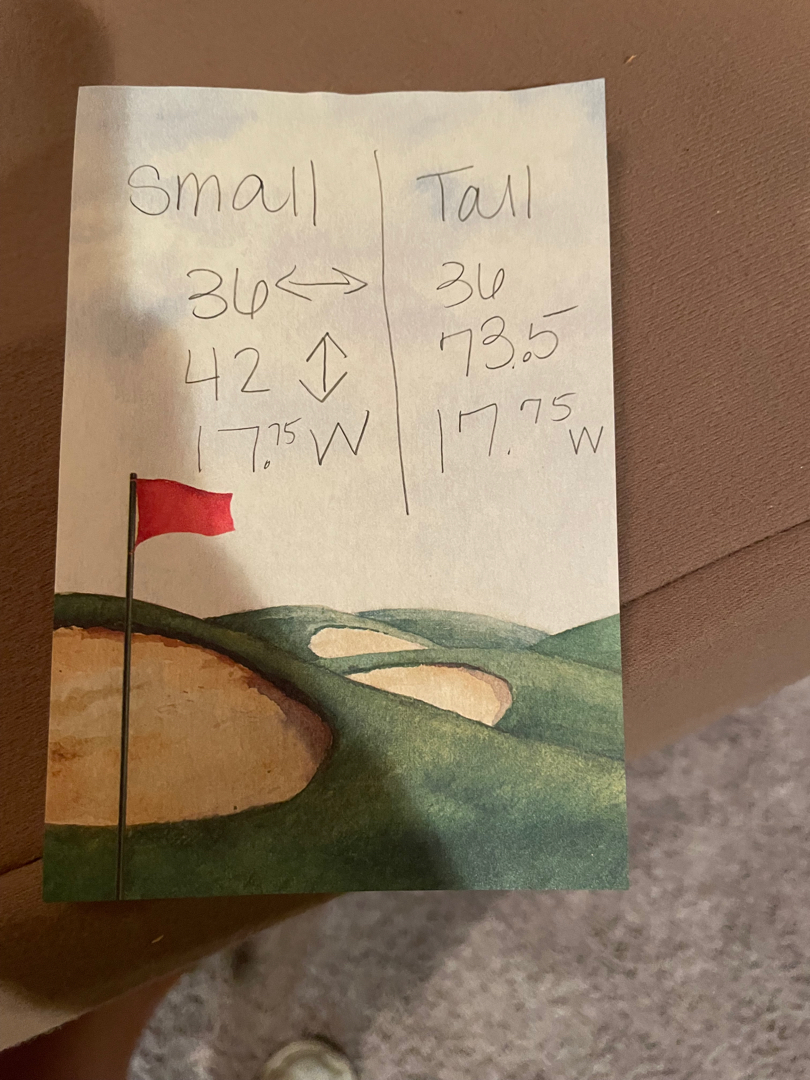 Small | Tall
36 ↔ | 36
42 ↕ | 73.5
17.75 W | 17.75 W